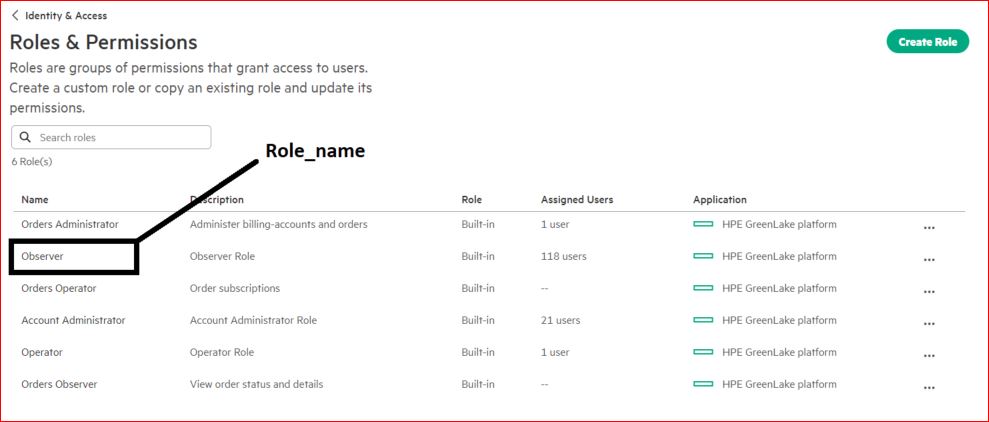 Identity & Access
Roles & Permissions
Create Role
Roles are groups of permissions that grant access to users.
Create a custom role or copy an existing role and update its
permissions.
Search roles
Role_name
6 Role(s)
Name Description Role Assigned Users Application
Orders Administrator Administer billing-accounts and orders Built-in 1 user HPE GreenLake platform ...
Observer Observer Role Built-in 118 users HPE GreenLake platform ...
Orders Operator Order subscriptions Built-in -- HPE GreenLake platform ...
Account Administrator Account Administrator Role Built-in 21 users HPE GreenLake platform ...
Operator Operator Role Built-in 1 user HPE GreenLake platform ...
Orders Observer View order status and details Built-in -- HPE GreenLake platform ...